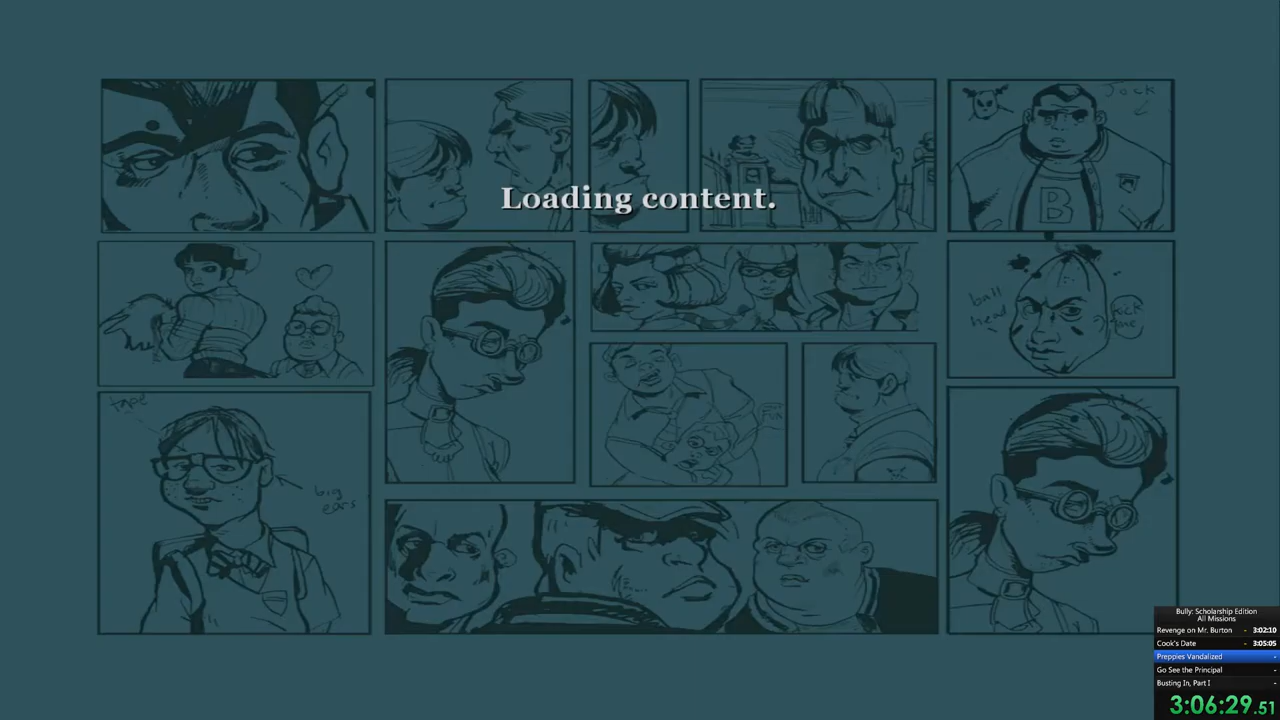 Jock
B
Loading content.
ball
head
tape
big
ears
Bully: Scholarship Edition
All Missions
Revenge on Mr. Burton - 3:02:10
Cook's Date - 3:05:05
Preppies Vandalized -
Go See the Principal -
Busting In, Part I -
3:06:29.51